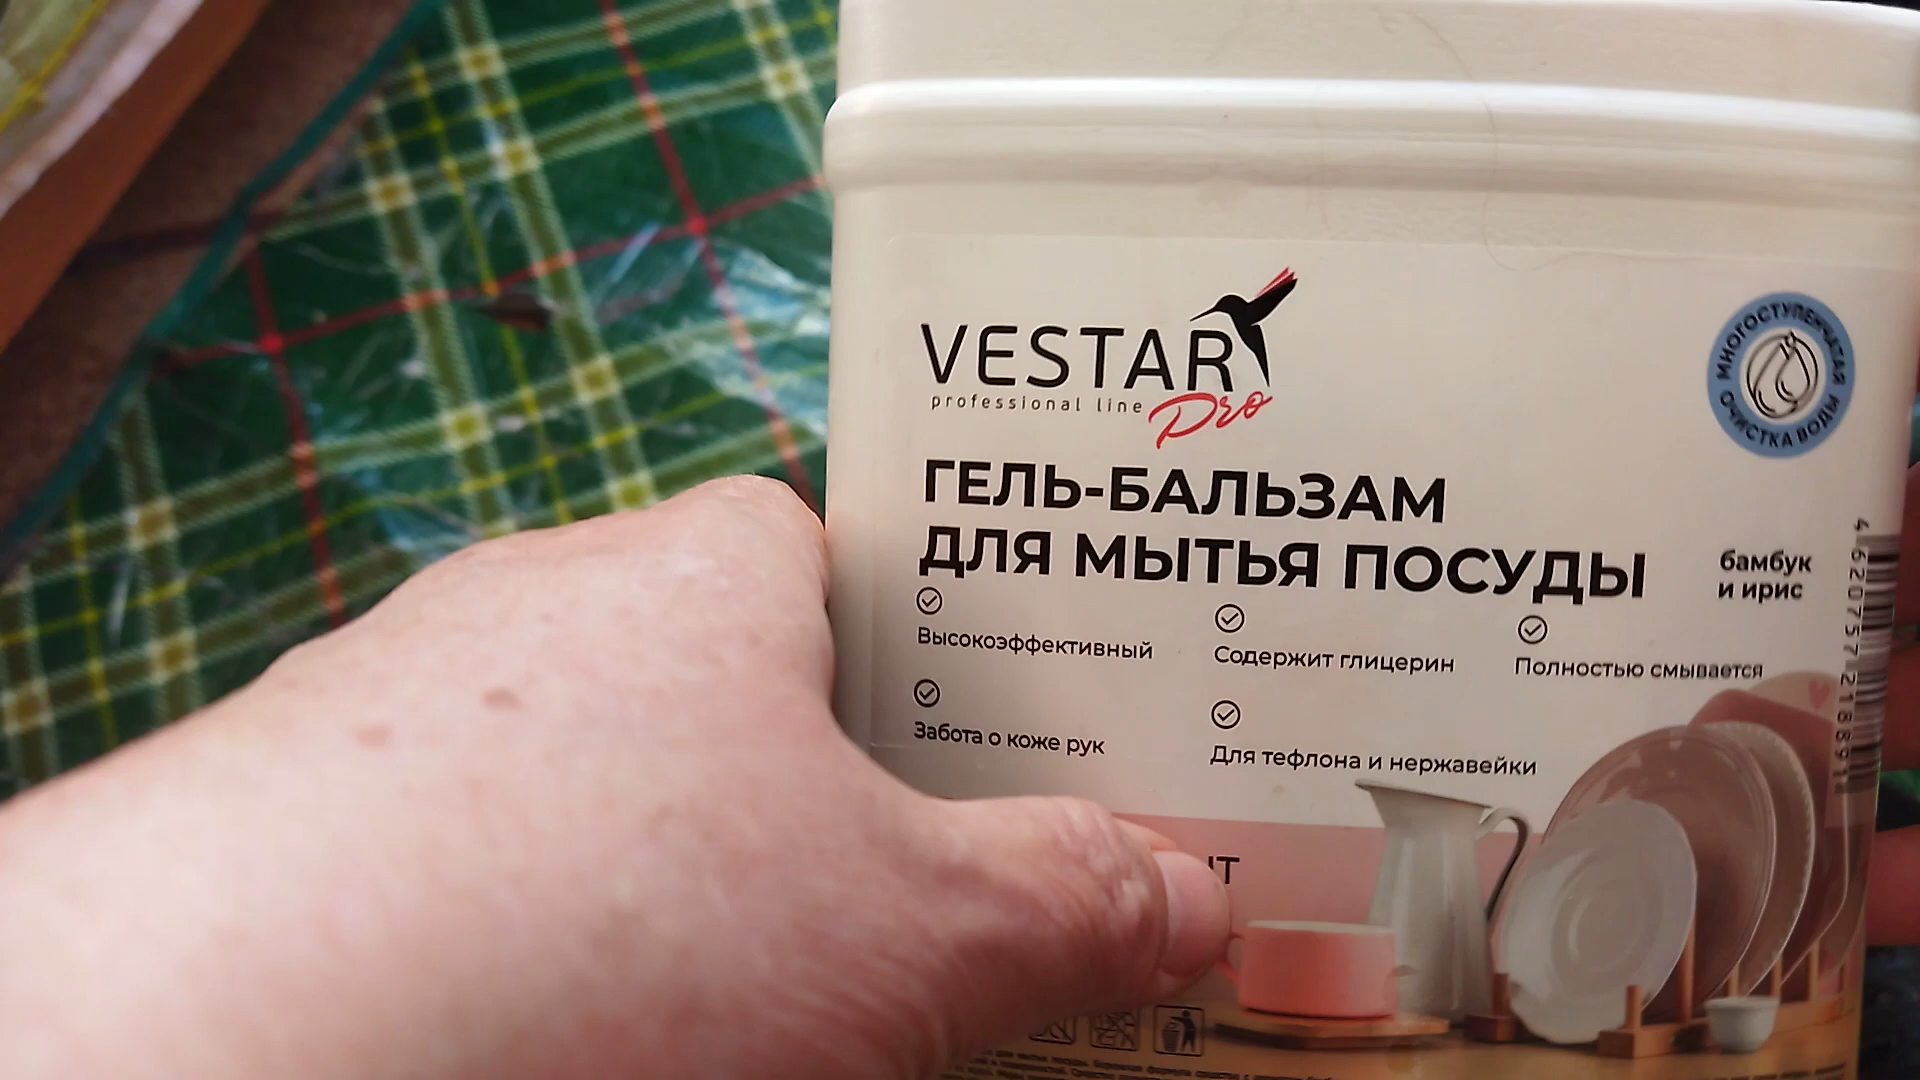 VESTAR
professional line Pro
МНОГОСТУПЕНЧАТАЯ ОЧИСТКА ВОДЫ
ГЕЛЬ-БАЛЬЗАМ
ДЛЯ МЫТЬЯ ПОСУДЫ
бамбук
и ирис
Высокоэффективный
Содержит глицерин
Полностью смывается
Забота о коже рук
Для тефлона и нержавейки
4620757218891